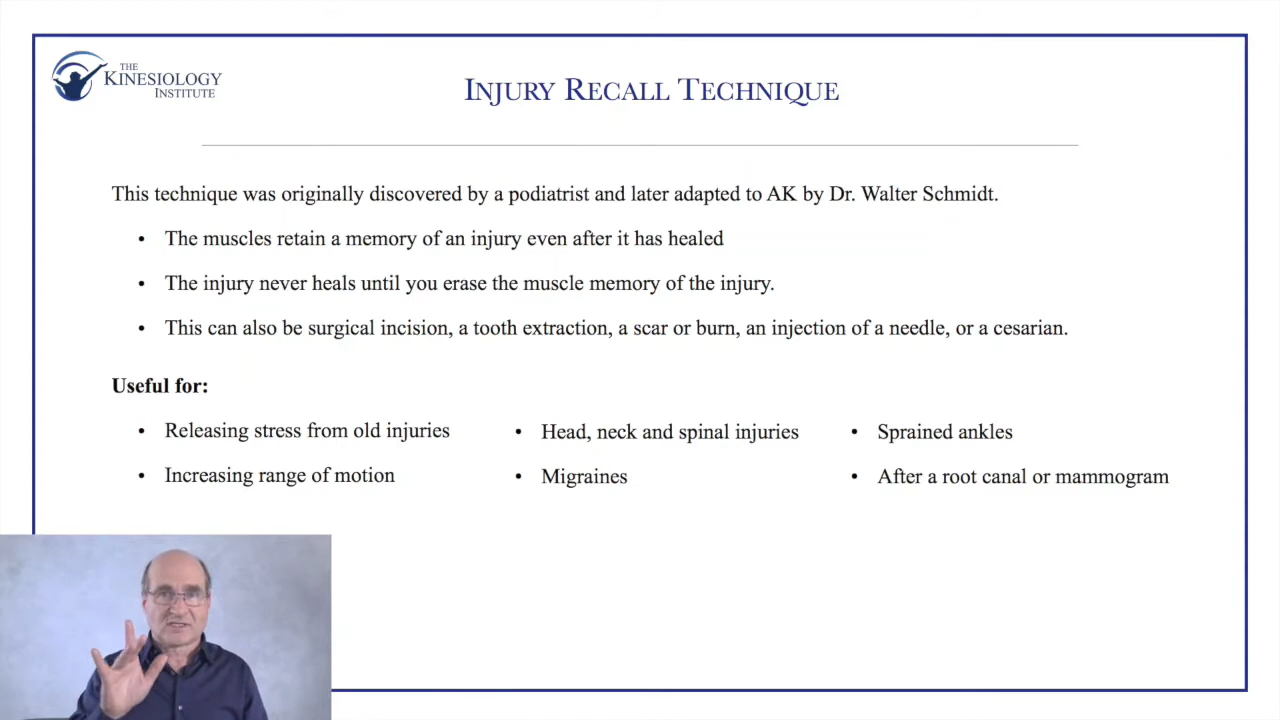 THE
KINESIOLOGY
INSTITUTE
INJURY RECALL TECHNIQUE
This technique was originally discovered by a podiatrist and later adapted to AK by Dr. Walter Schmidt.
• The muscles retain a memory of an injury even after it has healed
• The injury never heals until you erase the muscle memory of the injury.
• This can also be surgical incision, a tooth extraction, a scar or burn, an injection of a needle, or a cesarian.
Useful for:
• Releasing stress from old injuries
• Increasing range of motion
• Head, neck and spinal injuries
• Migraines
• Sprained ankles
• After a root canal or mammogram